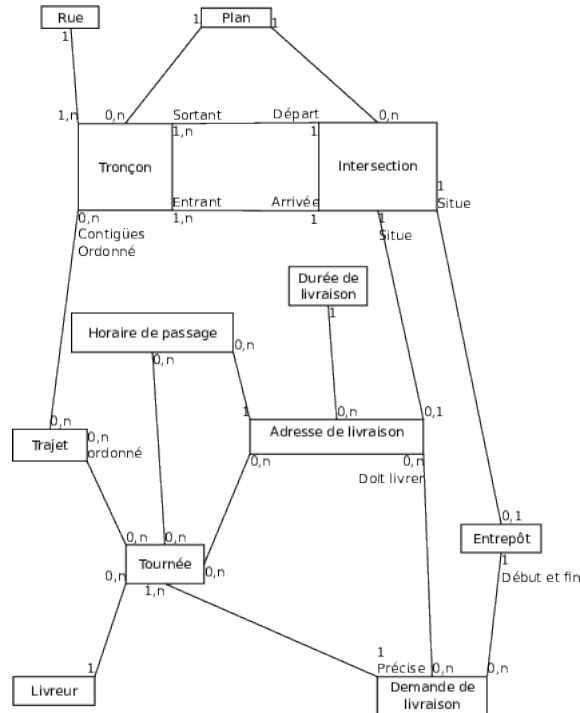 Rue
Plan
1
1
1
1,n
0,n
Sortant
Départ
0,n
1,n
1
Tronçon
Intersection
1
Situe
Entrant
Arrivée
0,n
1,n
1
1
Contigües
Situe
Ordonné
Durée de
livraison
1
Horaire de passage
0,n
0,n
0,n
1
0,n
0,1
Trajet
0,n
ordonné
Adresse de livraison
0,n
0,n
Doit livrer
0,1
Entrepôt
0,n
0,n
Tournée
1
0,n
0,n
Début et fin
1,n
1
1
Précise
0,n
0,n
Livreur
Demande de
livraison